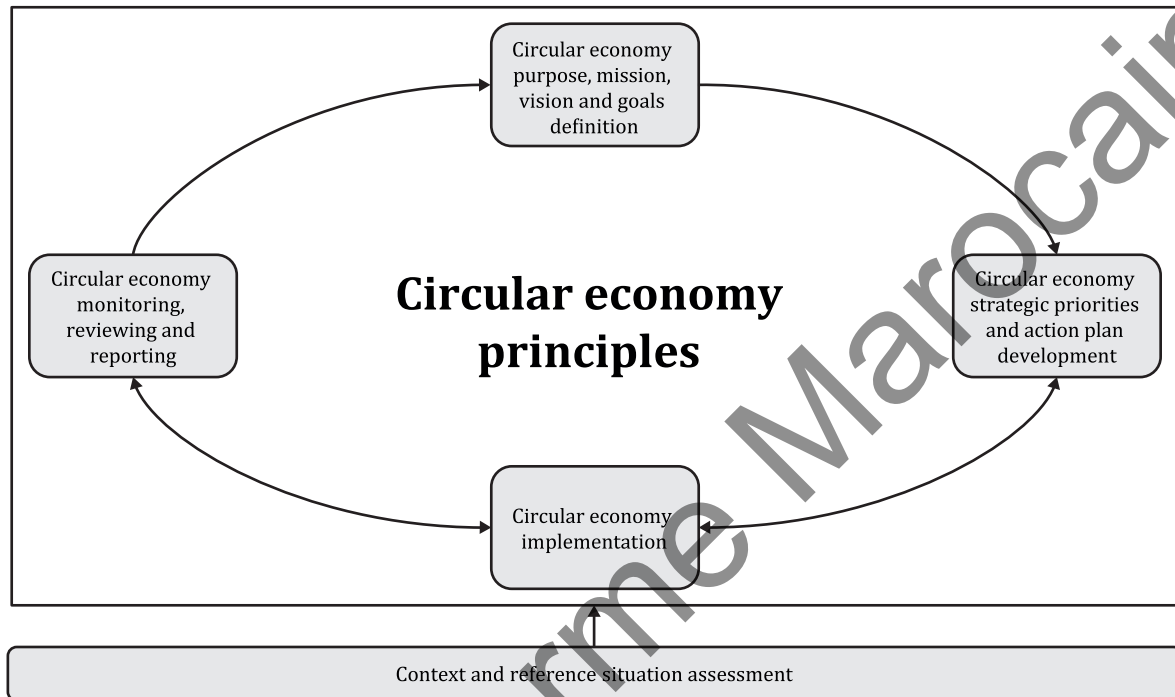 Circular economy
purpose, mission,
vision and goals
definition
Circular economy
monitoring,
reviewing and
reporting
Circular economy
principles
Circular economy
strategic priorities
and action plan
development
Circular economy
implementation
Context and reference situation assessment